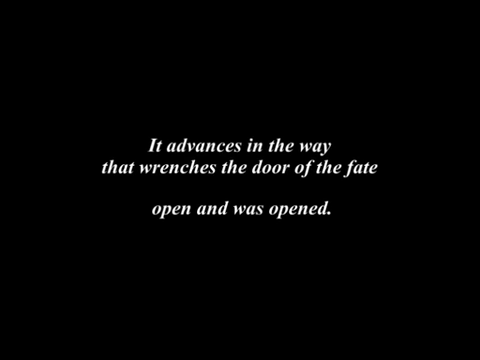 It advances in the way
that wrenches the door of the fate
open and was opened.